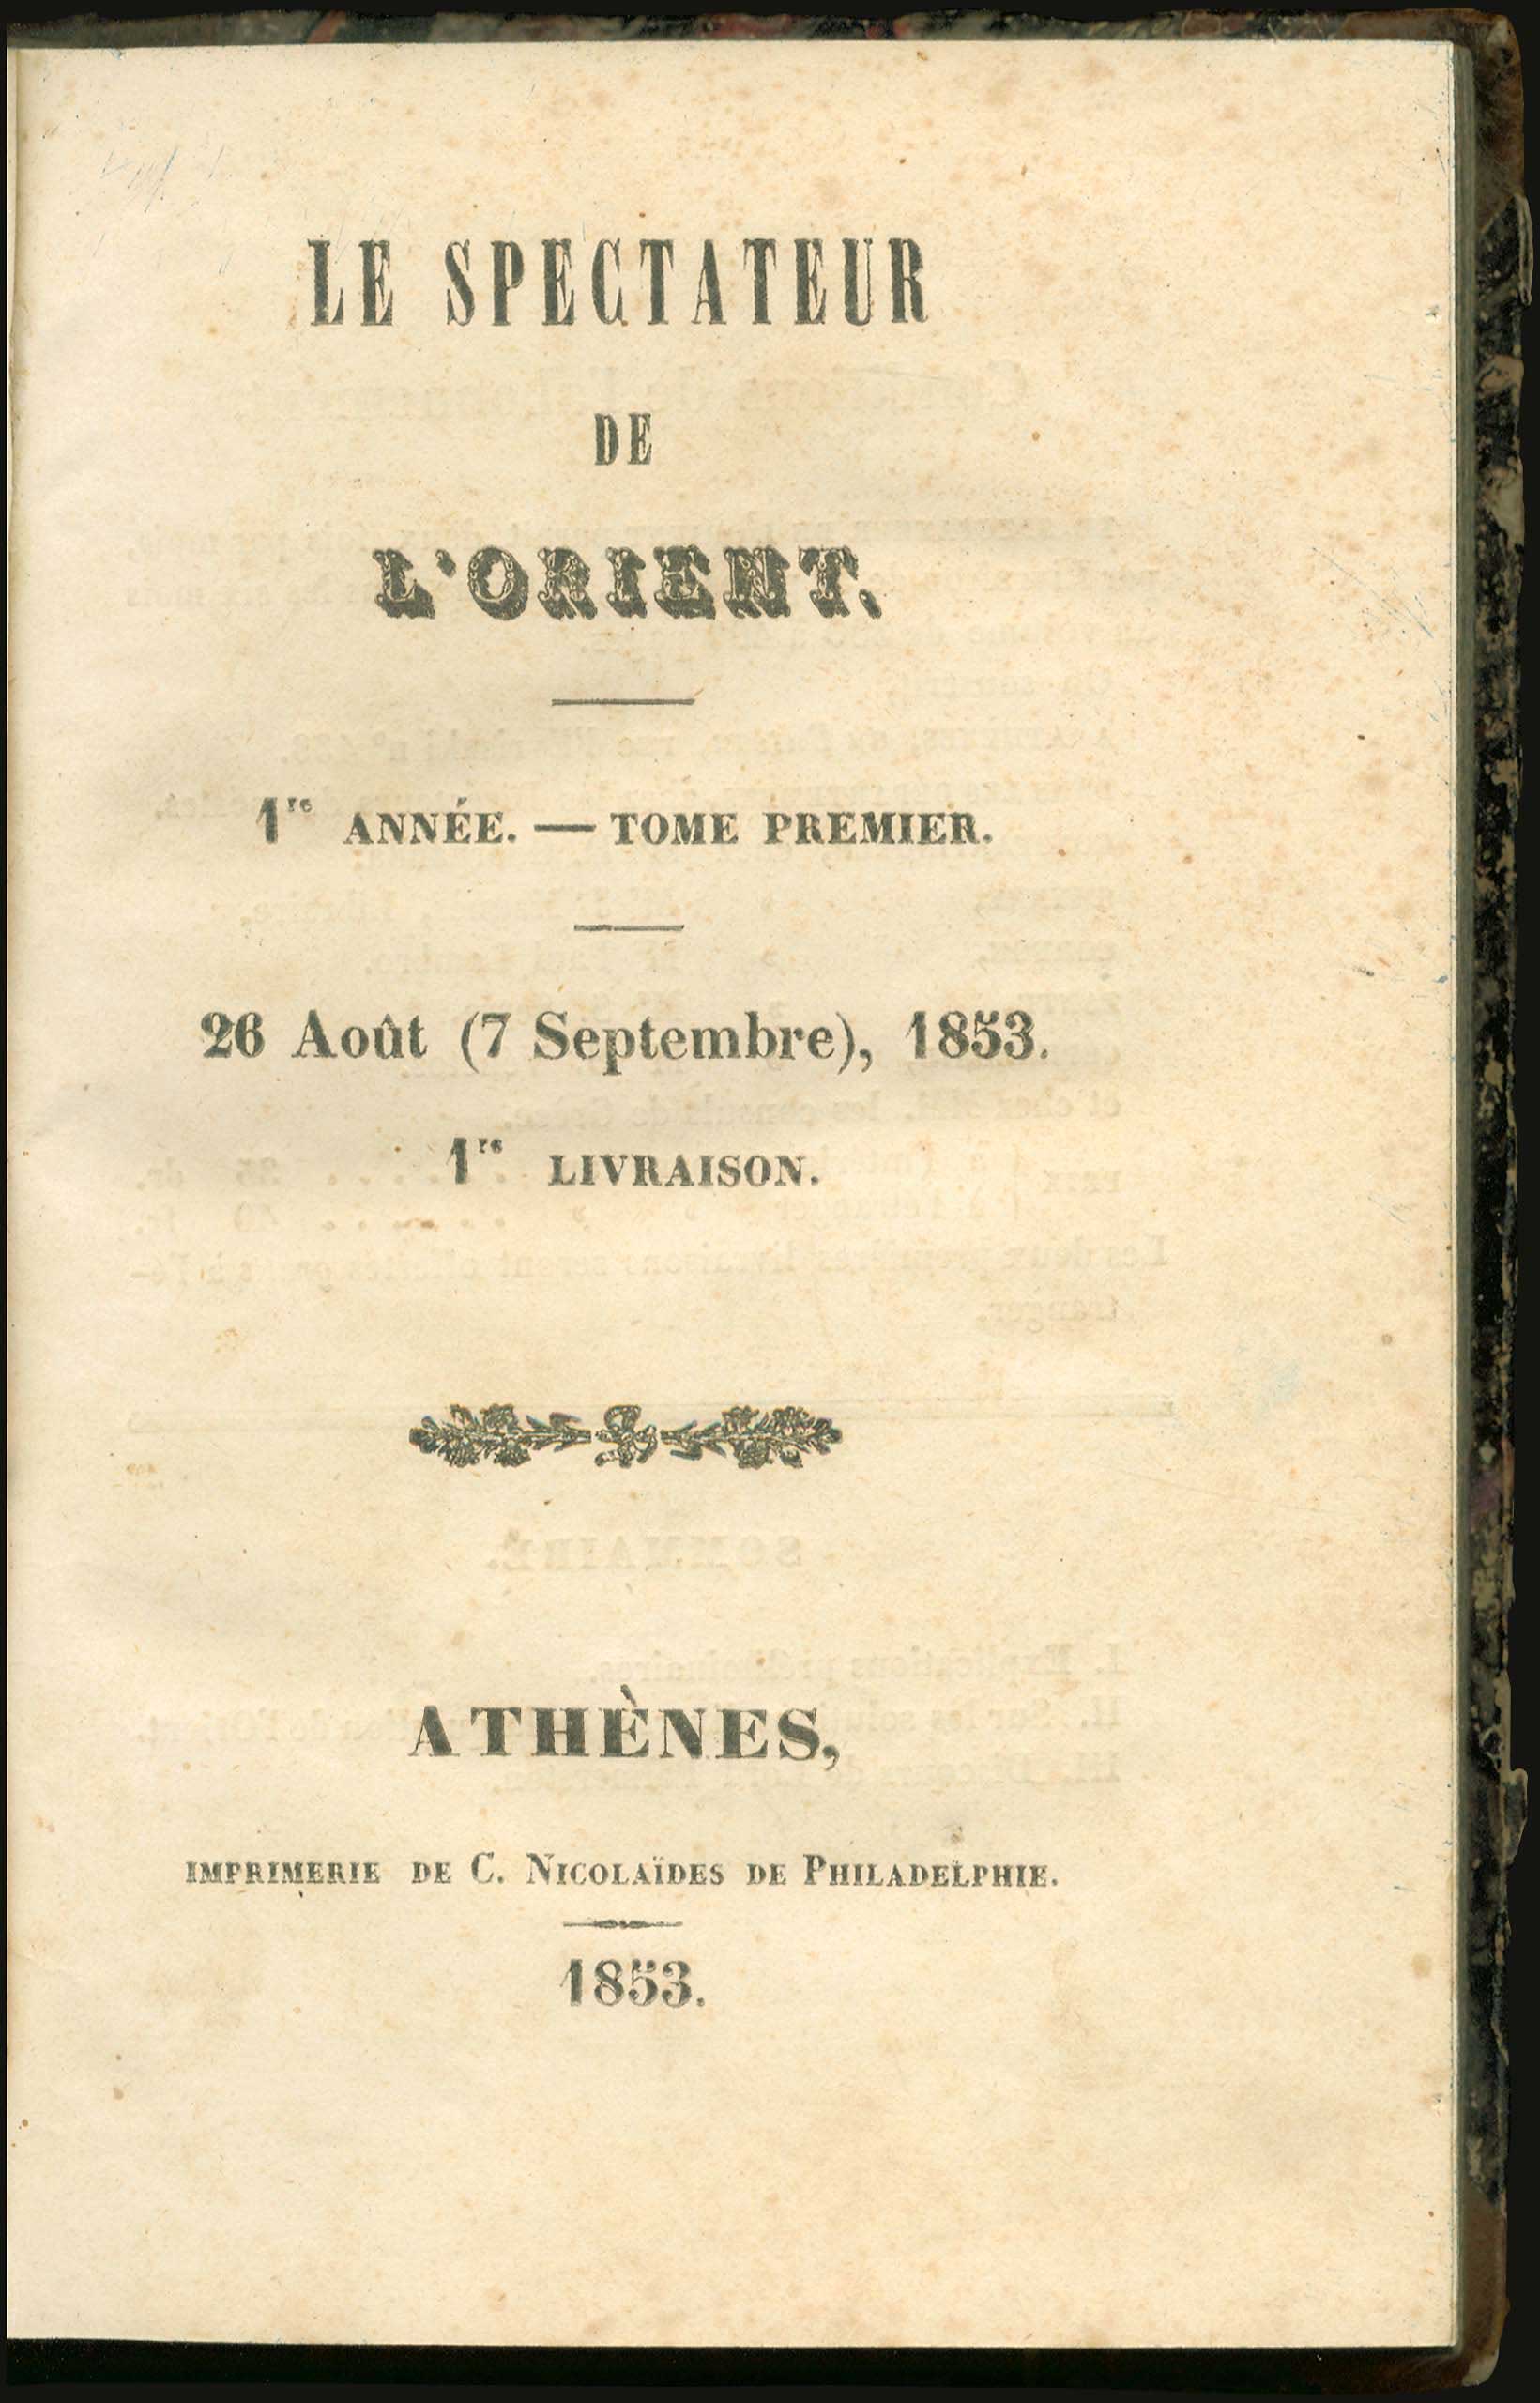 LE SPECTATEUR
DE
L'ORIENT.
1re ANNÉE. — TOME PREMIER.
26 Août (7 Septembre), 1853.
1re LIVRAISON.
ATHÈNES,
IMPRIMERIE DE C. NICOLAÏDES DE PHILADELPHIE.
1853.